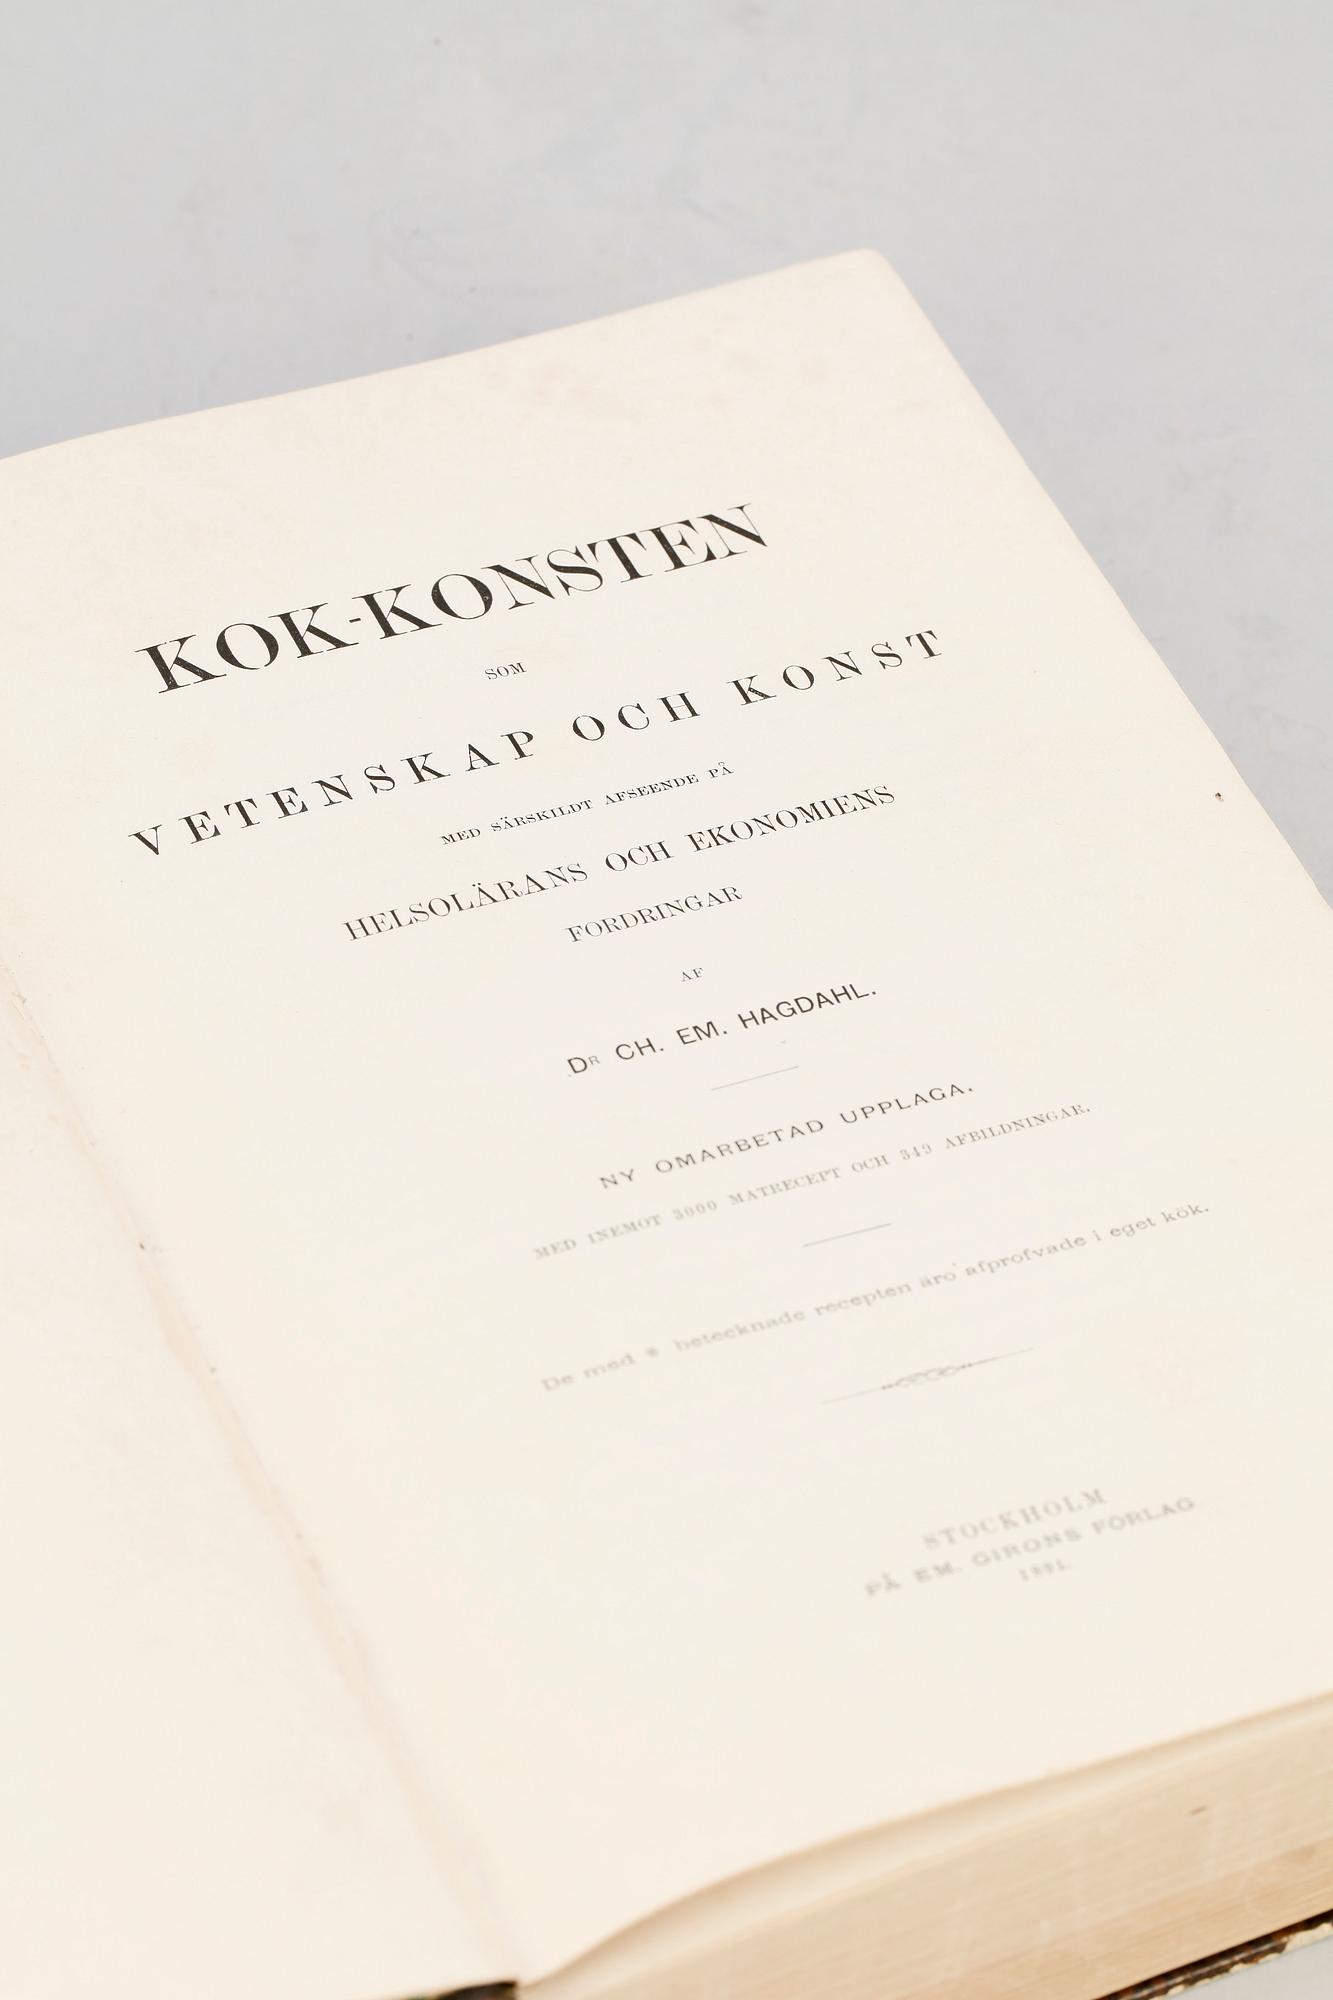 KOK-KONSTEN
SOM
VETENSKAP OCH KONST
MED SÄRSKILDT AFSEENDE PÅ
HELSOLÄRANS OCH EKONOMIENS
FORDRINGAR
AF
DR CH. EM. HAGDAHL.
NY OMARBETAD UPPLAGA.
MED INEMOT 3000 MATRECEPT OCH 349 AFBILDNINGAR.
De med * betecknade recepten äro afprofvade i eget kök.
STOCKHOLM
PÅ EM. GIRONS FÖRLAG
1891.